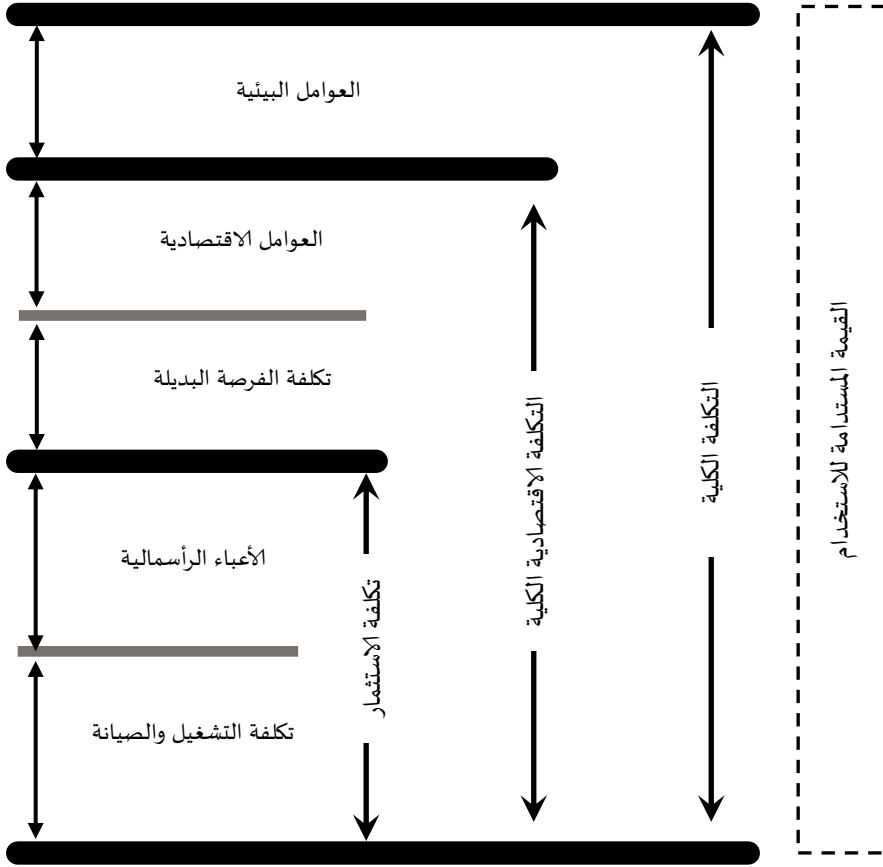 العوامل البيئية
العوامل الاقتصادية
تكلفة الفرصة البديلة
الأعباء الرأسمالية
تكلفة التشغيل والصيانة
تكلفة الاستثمار
التكلفة الاقتصادية الكلية
التكلفة الكلية
القيمة المستدامة للاستخدام